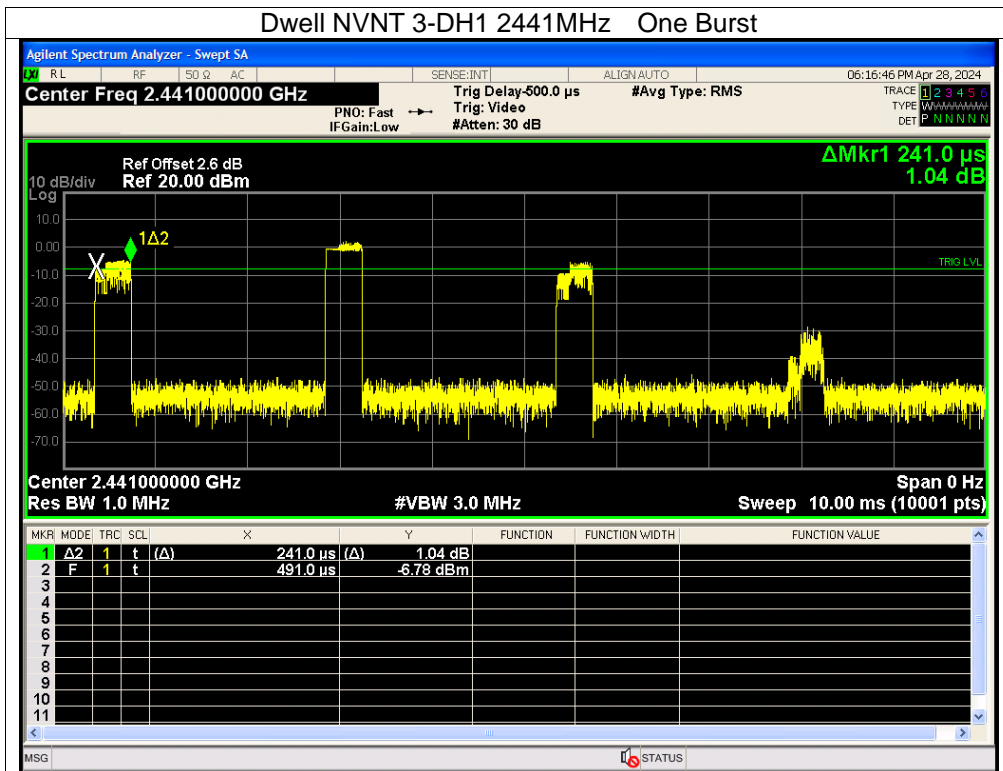 Dwell NVNT 3-DH1 2441MHz One Burst
Agilent Spectrum Analyzer - Swept SA
LXI RL RF 50 Ω AC SENSE:INT ALIGN AUTO 06:16:46 PM Apr 28, 2024
Center Freq 2.441000000 GHz
Trig Delay-500.0 µs #Avg Type: RMS TRACE 1 2 3 4 5 6
PNO: Fast Trig: Video TYPE WWWWWW
IFGain:Low #Atten: 30 dB DET P N N N N N
ΔMkr1 241.0 µs
1.04 dB
Ref Offset 2.6 dB
10 dB/div Ref 20.00 dBm
Log
10.0
0.00
1Δ2
TRIG LVL
-10.0
-20.0
-30.0
-40.0
-50.0
-60.0
-70.0
Center 2.441000000 GHz Span 0 Hz
Res BW 1.0 MHz #VBW 3.0 MHz Sweep 10.00 ms (10001 pts)
MKR MODE TRC SCL X Y FUNCTION FUNCTION WIDTH FUNCTION VALUE
1 Δ2 1 t (Δ) 241.0 µs (Δ) 1.04 dB
2 F 1 t 491.0 µs -6.78 dBm
3
4
5
6
7
8
9
10
11
MSG STATUS